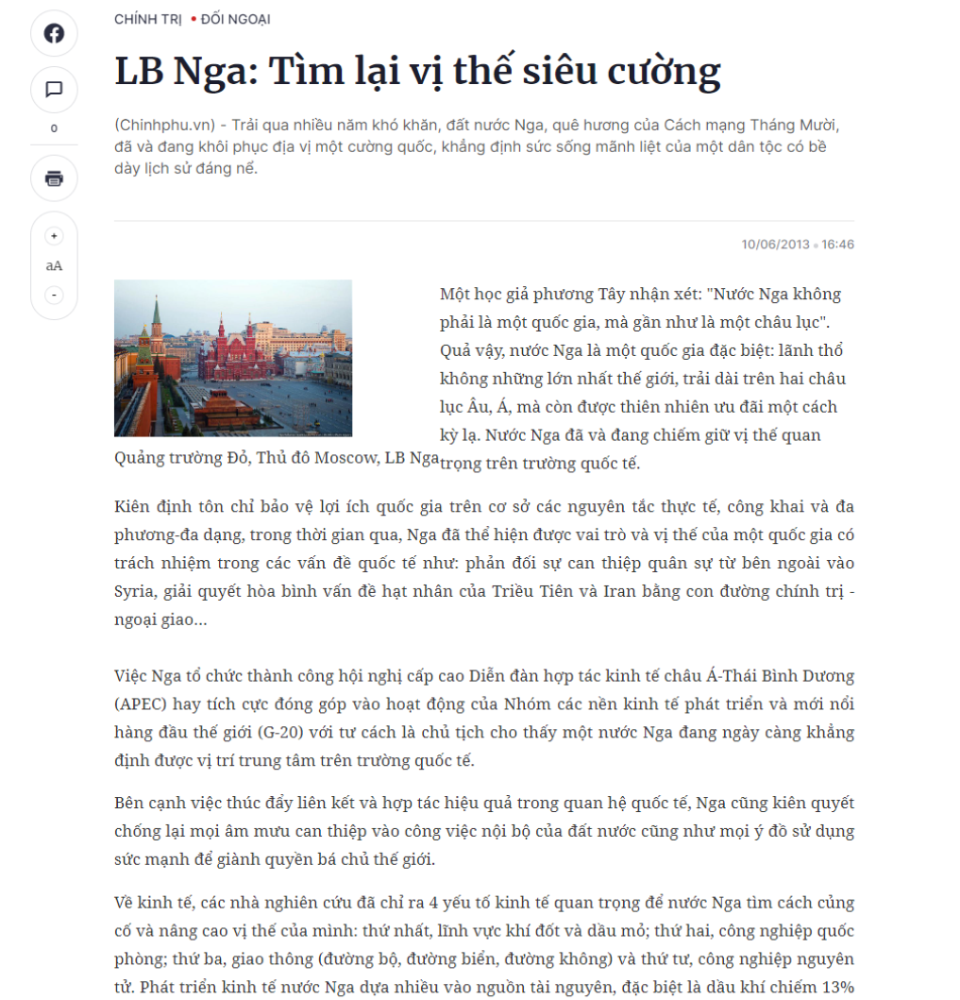 CHÍNH TRỊ • ĐỐI NGOẠI
LB Nga: Tìm lại vị thế siêu cường
0
(Chinhphu.vn) - Trải qua nhiều năm khó khăn, đất nước Nga, quê hương của Cách mạng Tháng Mười,
đã và đang khôi phục địa vị một cường quốc, khẳng định sức sống mãnh liệt của một dân tộc có bề
dày lịch sử đáng nể.
+
aA
-
10/06/2013 • 16:46
Quảng trường Đỏ, Thủ đô Moscow, LB Nga
Một học giả phương Tây nhận xét: "Nước Nga không
phải là một quốc gia, mà gần như là một châu lục".
Quả vậy, nước Nga là một quốc gia đặc biệt: lãnh thổ
không những lớn nhất thế giới, trải dài trên hai châu
lục Âu, Á, mà còn được thiên nhiên ưu đãi một cách
kỳ lạ. Nước Nga đã và đang chiếm giữ vị thế quan
trọng trên trường quốc tế.
Kiên định tôn chỉ bảo vệ lợi ích quốc gia trên cơ sở các nguyên tắc thực tế, công khai và đa
phương-đa dạng, trong thời gian qua, Nga đã thể hiện được vai trò và vị thế của một quốc gia có
trách nhiệm trong các vấn đề quốc tế như: phản đối sự can thiệp quân sự từ bên ngoài vào
Syria, giải quyết hòa bình vấn đề hạt nhân của Triều Tiên và Iran bằng con đường chính trị -
ngoại giao…
Việc Nga tổ chức thành công hội nghị cấp cao Diễn đàn hợp tác kinh tế châu Á-Thái Bình Dương
(APEC) hay tích cực đóng góp vào hoạt động của Nhóm các nền kinh tế phát triển và mới nổi
hàng đầu thế giới (G-20) với tư cách là chủ tịch cho thấy một nước Nga đang ngày càng khẳng
định được vị trí trung tâm trên trường quốc tế.
Bên cạnh việc thúc đẩy liên kết và hợp tác hiệu quả trong quan hệ quốc tế, Nga cũng kiên quyết
chống lại mọi âm mưu can thiệp vào công việc nội bộ của đất nước cũng như mọi ý đồ sử dụng
sức mạnh để giành quyền bá chủ thế giới.
Về kinh tế, các nhà nghiên cứu đã chỉ ra 4 yếu tố kinh tế quan trọng để nước Nga tìm cách củng
cố và nâng cao vị thế của mình: thứ nhất, lĩnh vực khí đốt và dầu mỏ; thứ hai, công nghiệp quốc
phòng; thứ ba, giao thông (đường bộ, đường biển, đường không) và thứ tư, công nghiệp nguyên
tử. Phát triển kinh tế nước Nga dựa nhiều vào nguồn tài nguyên, đặc biệt là dầu khí chiếm 13%